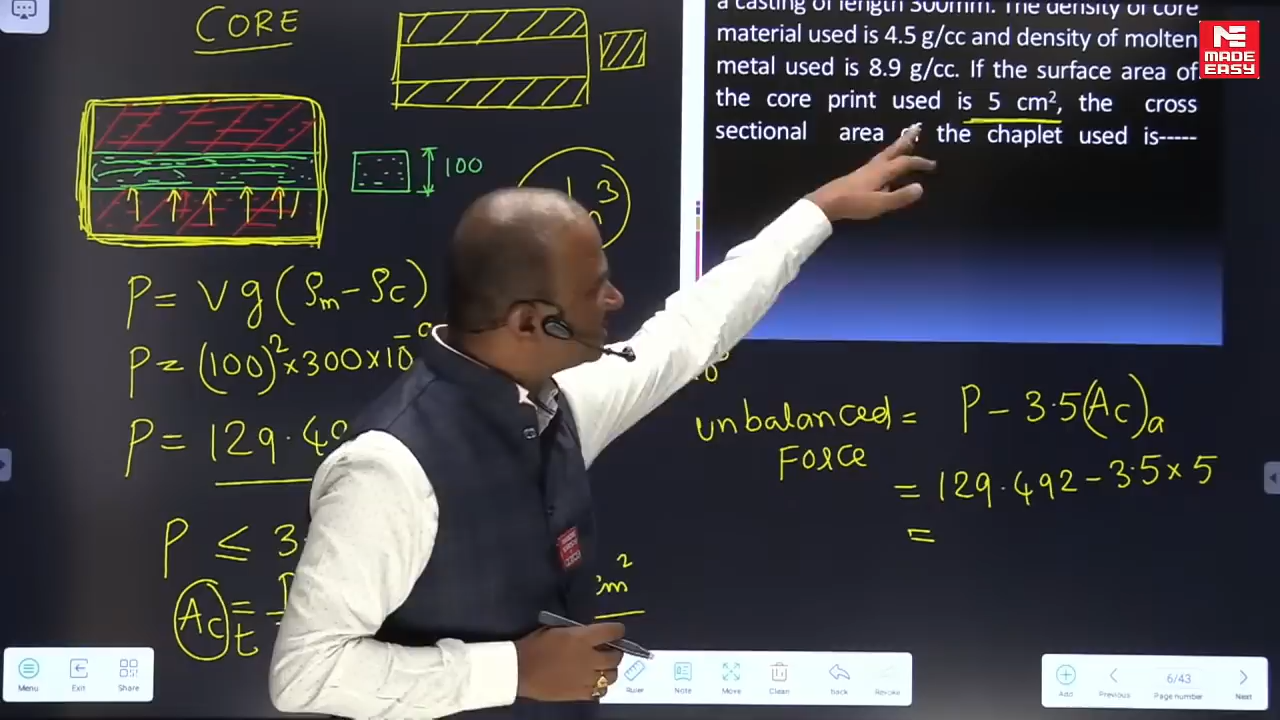 CORE
100
3
P = Vg(ρm - ρc)
P = (100)²×300×10
P = 129.49
P ≤ 3
Ac =
t
m²
a casting of length 300mm. The density of core
material used is 4.5 g/cc and density of molten
metal used is 8.9 g/cc. If the surface area of
the core print used is 5 cm², the cross
sectional area the chaplet used is-----
MADE
EASY
unbalanced = P - 3.5(Ac)a
Force
= 129.492 - 3.5×5
=
Menu
Exit
Share
Ruler
Note
Move
Clean
back
Revoke
Add
Previous
6/43
Page number
Next